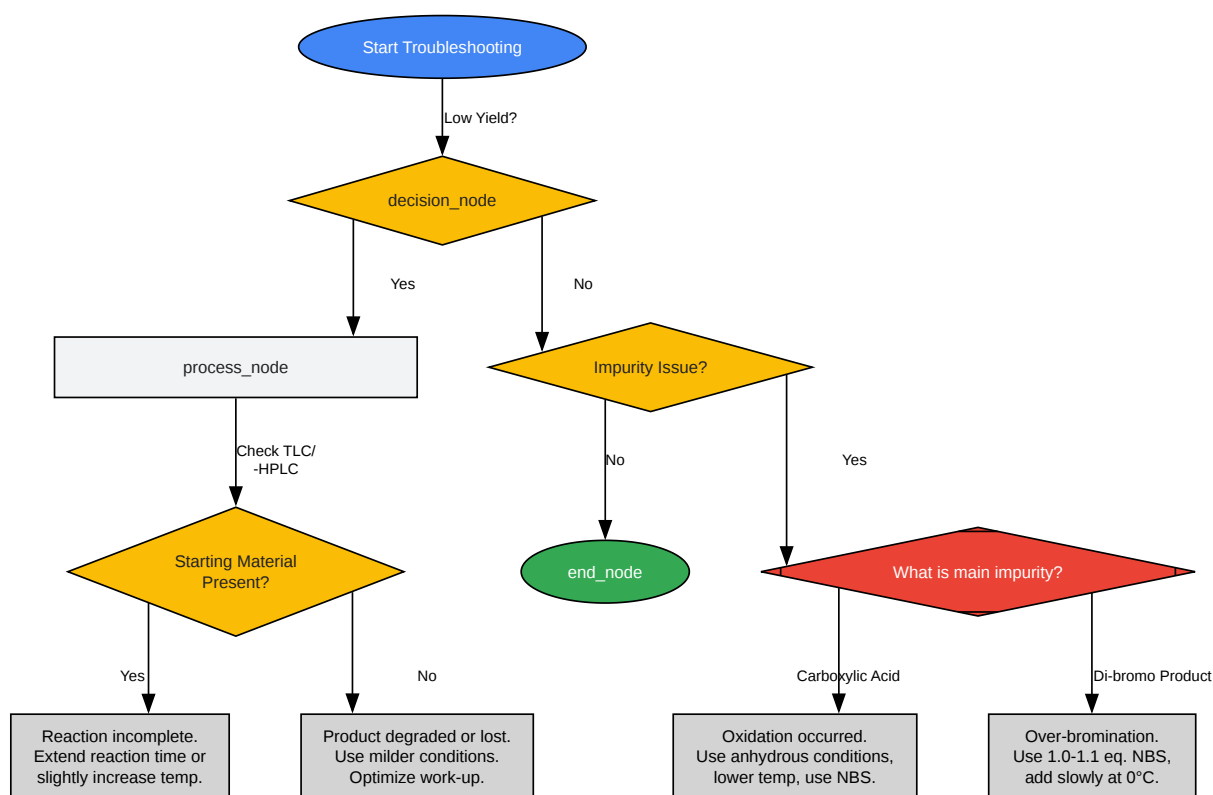 Start Troubleshooting
Low Yield?
decision_node
Yes
No
process_node
Impurity Issue?
Check TLC/
-HPLC
No
Yes
Starting Material
Present?
end_node
What is main impurity?
Yes
No
Carboxylic Acid
Di-bromo Product
Reaction incomplete.
Extend reaction time or
slightly increase temp.
Product degraded or lost.
Use milder conditions.
Optimize work-up.
Oxidation occurred.
Use anhydrous conditions,
lower temp, use NBS.
Over-bromination.
Use 1.0-1.1 eq. NBS,
add slowly at 0°C.